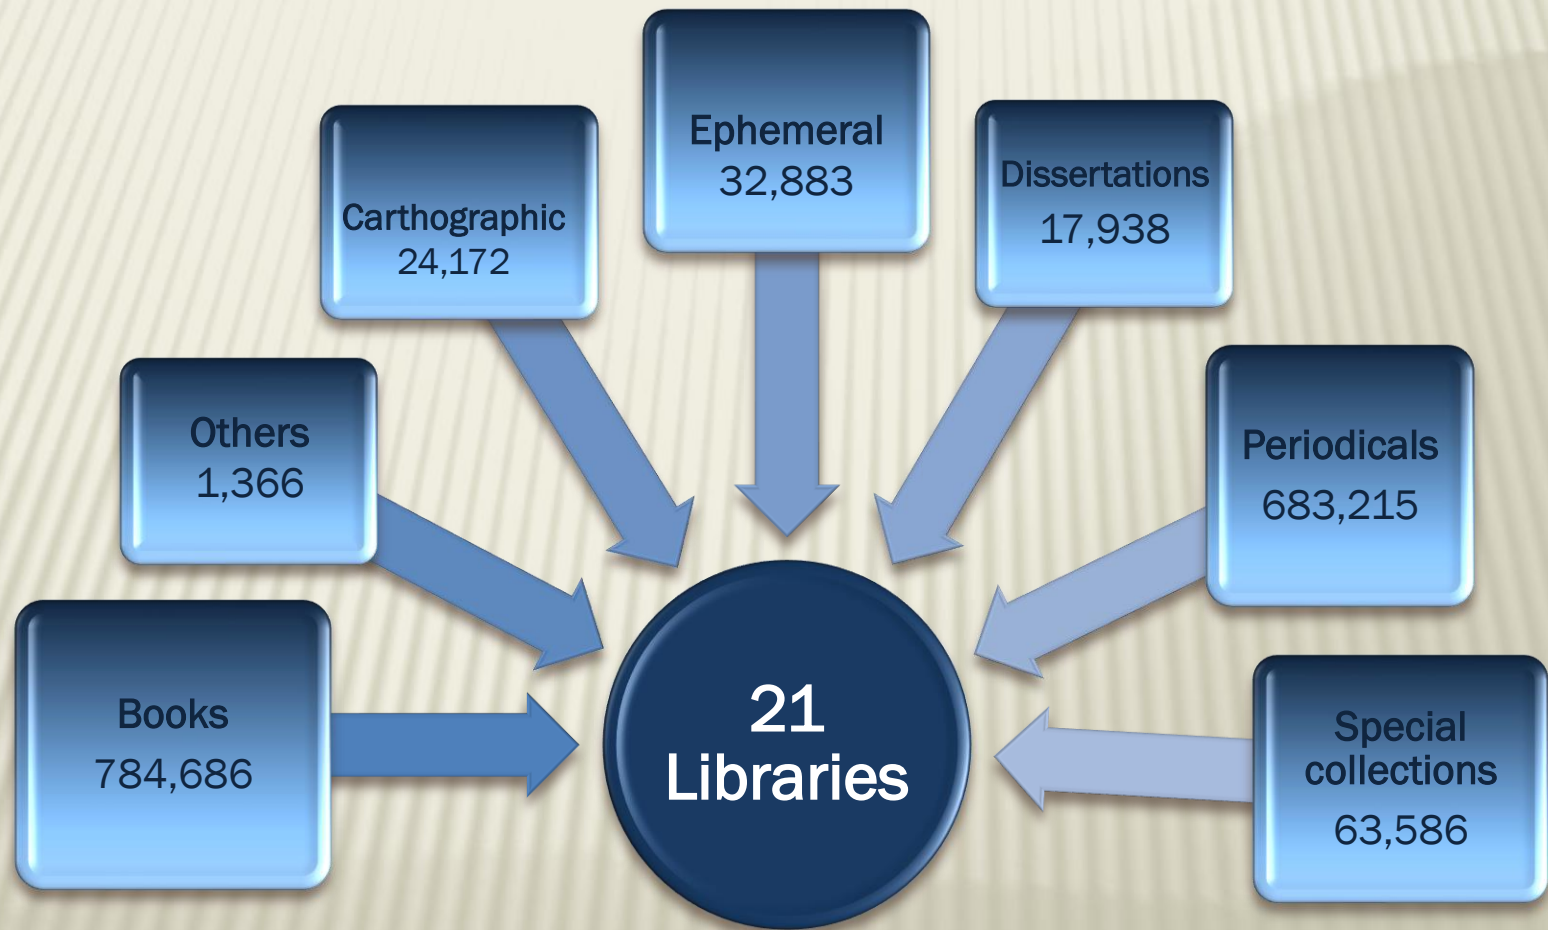 Ephemeral
32,883
Dissertations
17,938
Carthographic
24,172
Others
1,366
Periodicals
683,215
Books
784,686
21
Libraries
Special
collections
63,586